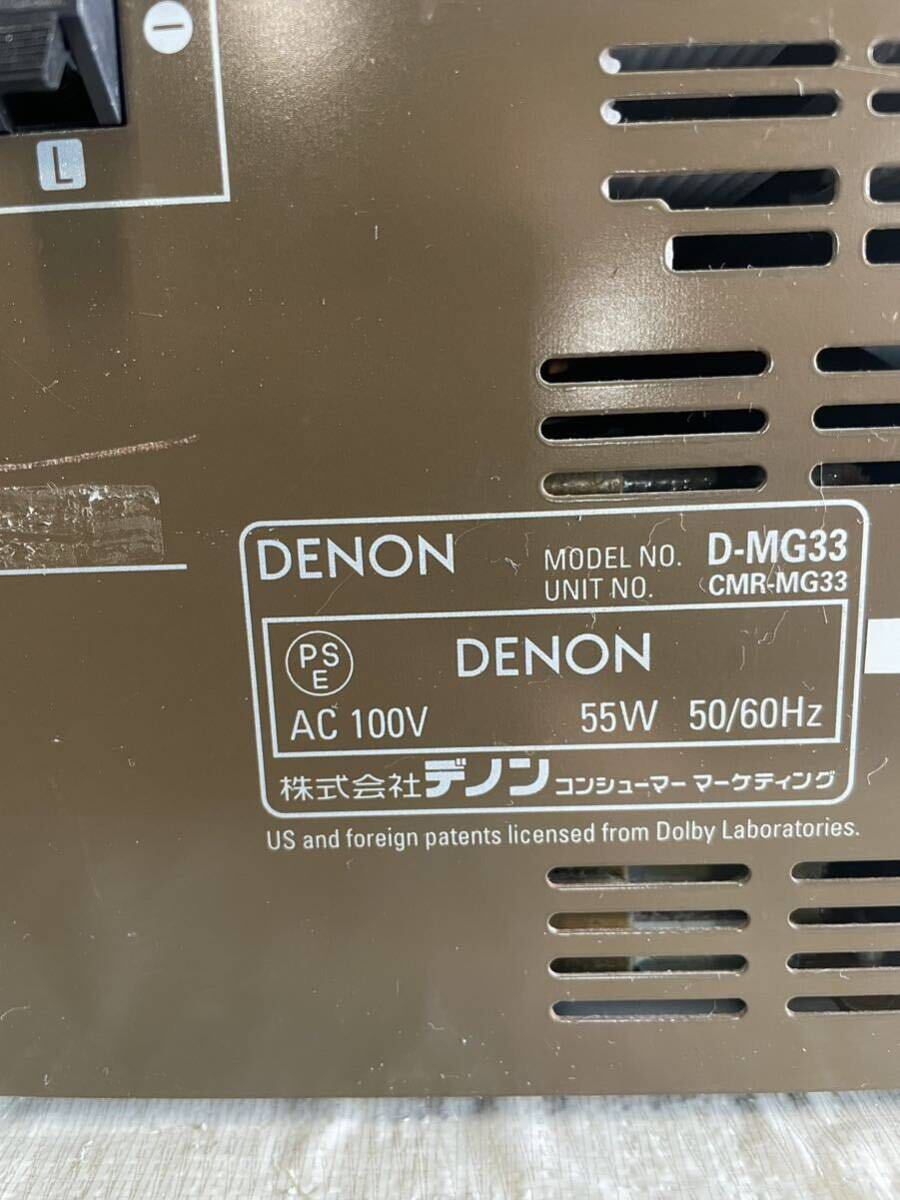 L
DENON MODEL NO. D-MG33
UNIT NO. CMR-MG33
PS
E
DENON
AC 100V 55W 50/60Hz
株式会社デノン コンシューマー マーケティング
US and foreign patents licensed from Dolby Laboratories.